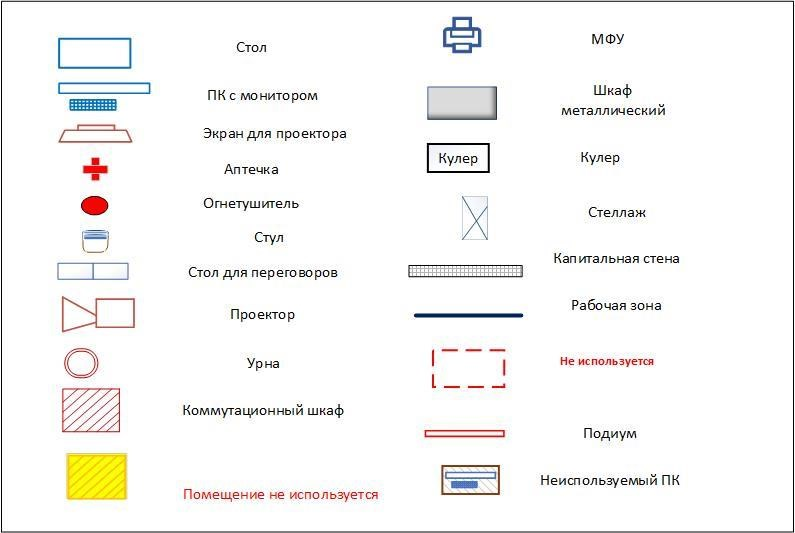 Стол
ПК с монитором
Экран для проектора
Аптечка
Огнетушитель
Стул
Стол для переговоров
Проектор
Урна
Коммутационный шкаф
Помещение не используется
МФУ
Шкаф
металлический
Кулер
Кулер
Стеллаж
Капитальная стена
Рабочая зона
Не используется
Подиум
Неиспользуемый ПК